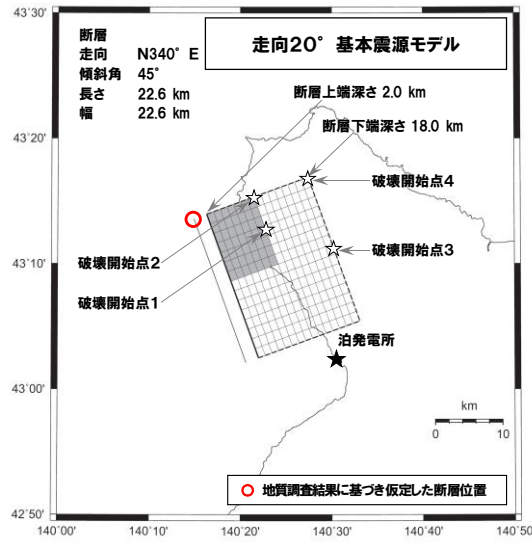 43°30'
断層
走向 N340°E
傾斜角 45°
長さ 22.6 km
幅 22.6 km
走向20° 基本震源モデル
断層上端深さ 2.0 km
43°20'
断層下端深さ 18.0 km
破壊開始点4
破壊開始点2
43°10'
破壊開始点3
破壊開始点1
泊発電所
43°00'
km
0 10
地質調査結果に基づき仮定した断層位置
42°50'
140°00' 140°10' 140°20' 140°30' 140°40' 140°50'